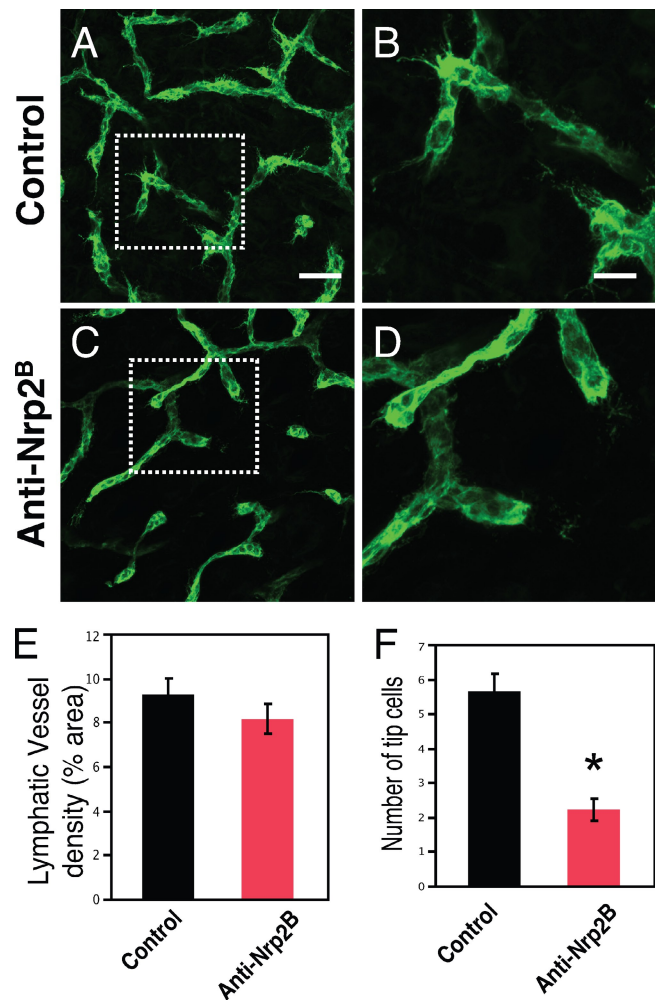 Control
A
B
Anti-Nrp2B
C
D
E
Lymphatic Vessel
density (% area)
12
10
8
6
4
2
0
Control
Anti-Nrp2B
F
Number of tip cells
7
6
5
4
3
2
1
0
*
Control
Anti-Nrp2B